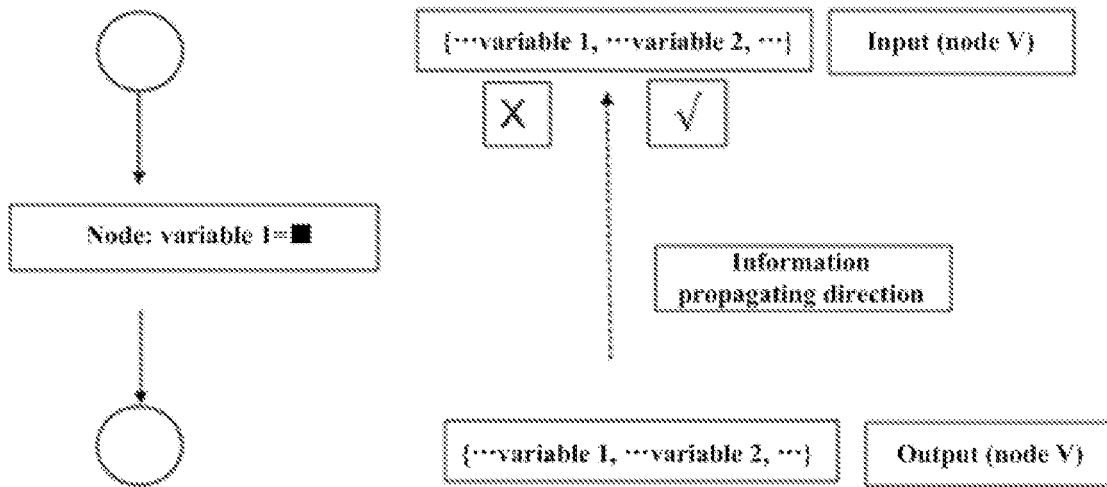 {···variable 1, ···variable 2, ···}
Input (node V)
X
√
Node: variable 1=■
Information
propagating direction
{···variable 1, ···variable 2, ···}
Output (node V)